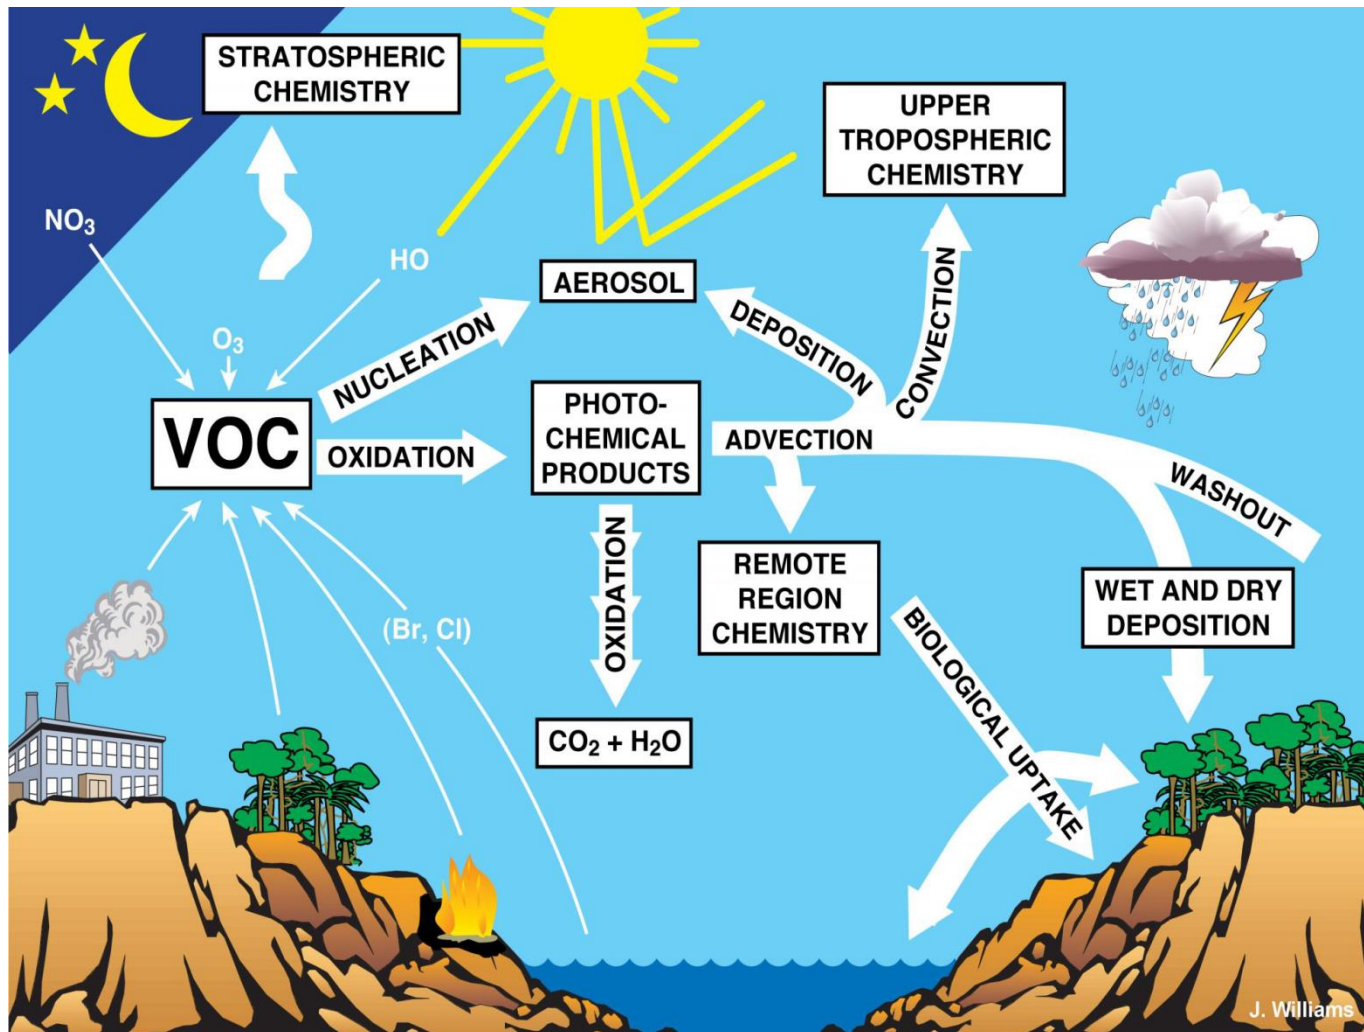 STRATOSPHERIC
CHEMISTRY
UPPER
TROPOSPHERIC
CHEMISTRY
NO₃
HO
AEROSOL
O₃
NUCLEATION
DEPOSITION
CONVECTION
VOC
OXIDATION
PHOTO-
CHEMICAL
PRODUCTS
ADVECTION
WASHOUT
OXIDATION
REMOTE
REGION
CHEMISTRY
WET AND DRY
DEPOSITION
(Br, Cl)
BIOLOGICAL UPTAKE
CO₂ + H₂O
J. Williams